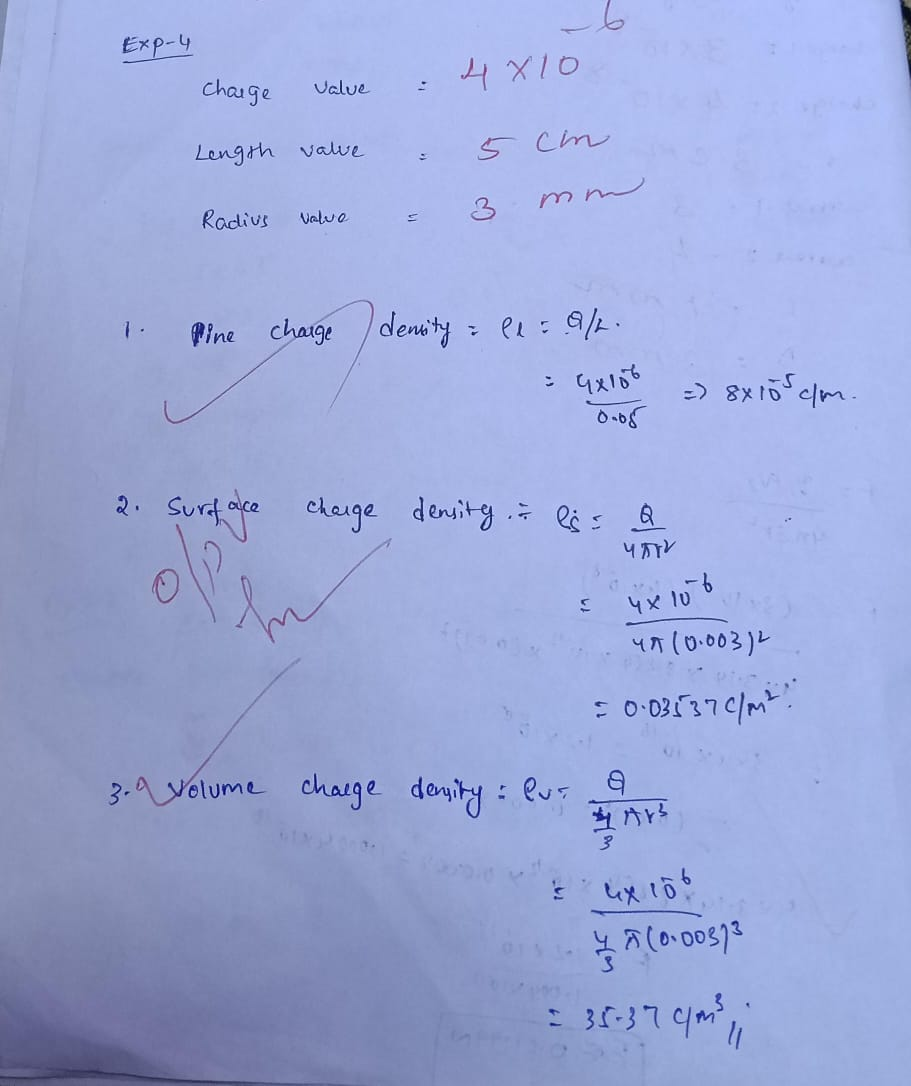 Exp-4
Charge value = 4 × 10⁻⁶
Length value = 5 cm
Radius value = 3 mm
1. line charge density = ρₗ = Q/L.
= 4×10⁻⁶ / 0.05 => 8×10⁻⁵ c/m.
2. Surface charge density = ρₛ = Q / 4πr²
= 4×10⁻⁶ / 4π(0.003)²
= 0.03537 C/m².
O/P
3. Volume charge density = ρᵥ = Q / 4/3 πr³
= 4×10⁻⁶ / 4/3 π(0.003)³
= 35.37 C/m³ //